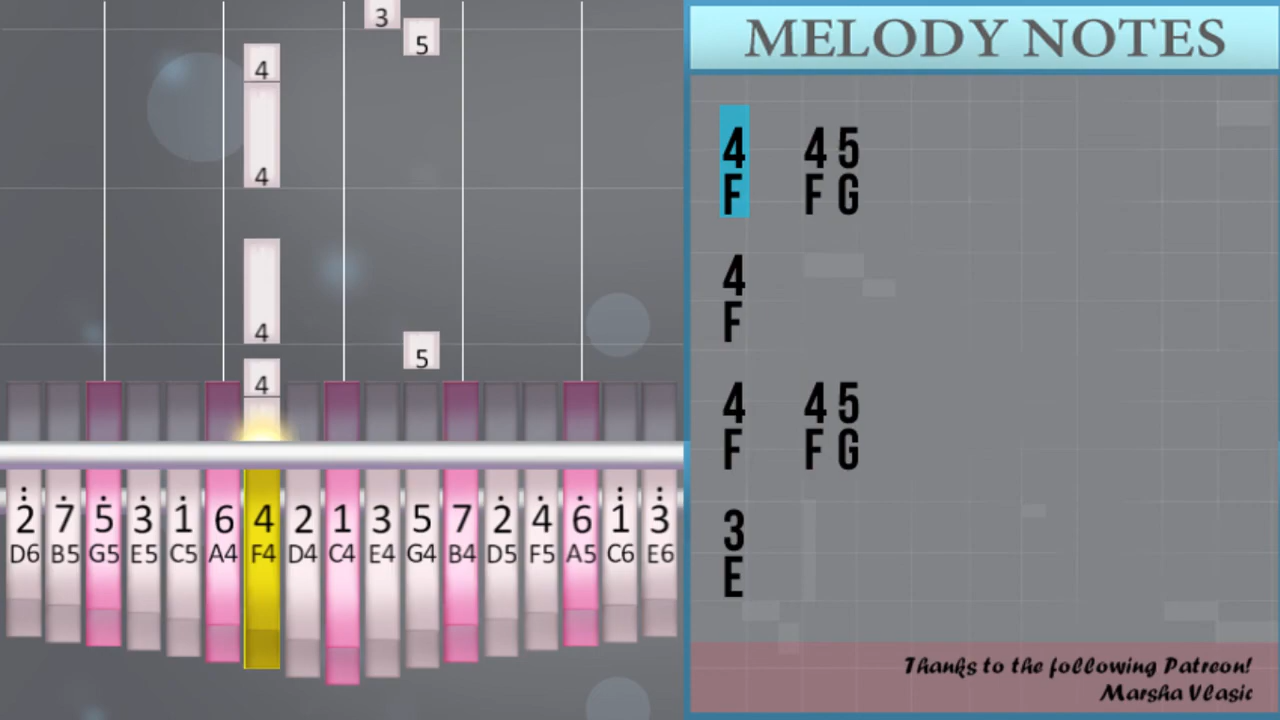 3
5
4
4
4
5
4
2 7 5 3 1 6 4 2 1 3 5 7 2 4 6 1 3
D6 B5 G5 E5 C5 A4 F4 D4 C4 E4 G4 B4 D5 F5 A5 C6 E6
MELODY NOTES
4 4 5
F F G
4
F
4 4 5
F F G
3
E
Thanks to the following Patreon!
Marsha Vlasic